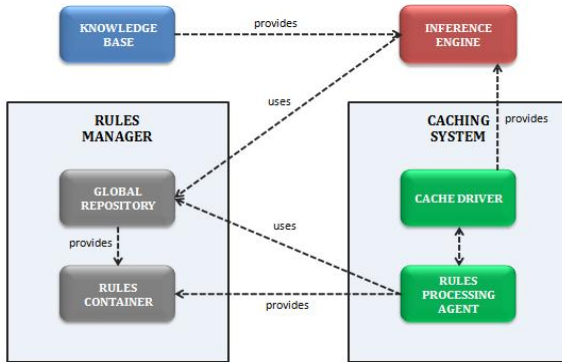 KNOWLEDGE
BASE
provides
INFERENCE
ENGINE
uses
RULES
MANAGER
CACHING
SYSTEM
provides
GLOBAL
REPOSITORY
CACHE DRIVER
uses
provides
RULES
CONTAINER
provides
RULES
PROCESSING
AGENT